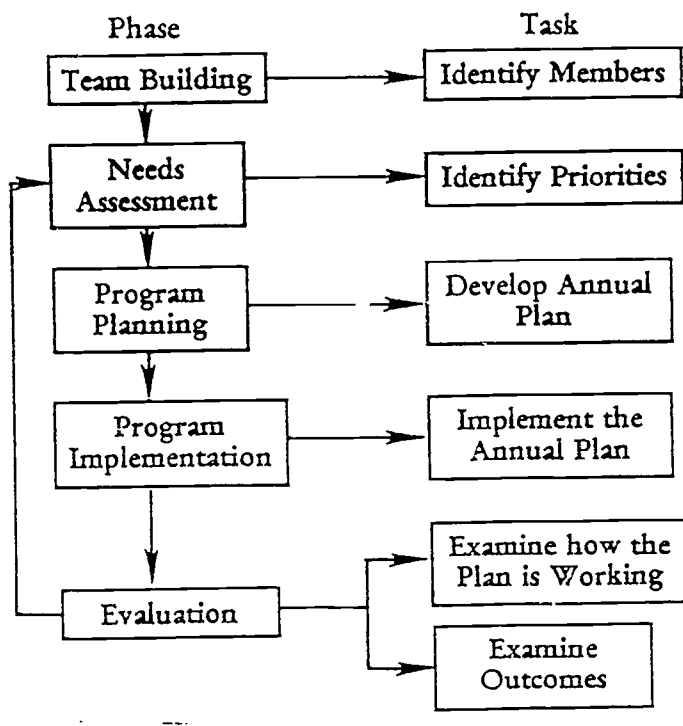 Phase
Task
Team Building
Identify Members
Needs
Assessment
Identify Priorities
Program
Planning
Develop Annual
Plan
Program
Implementation
Implement the
Annual Plan
Evaluation
Examine how the
Plan is Working
Examine
Outcomes